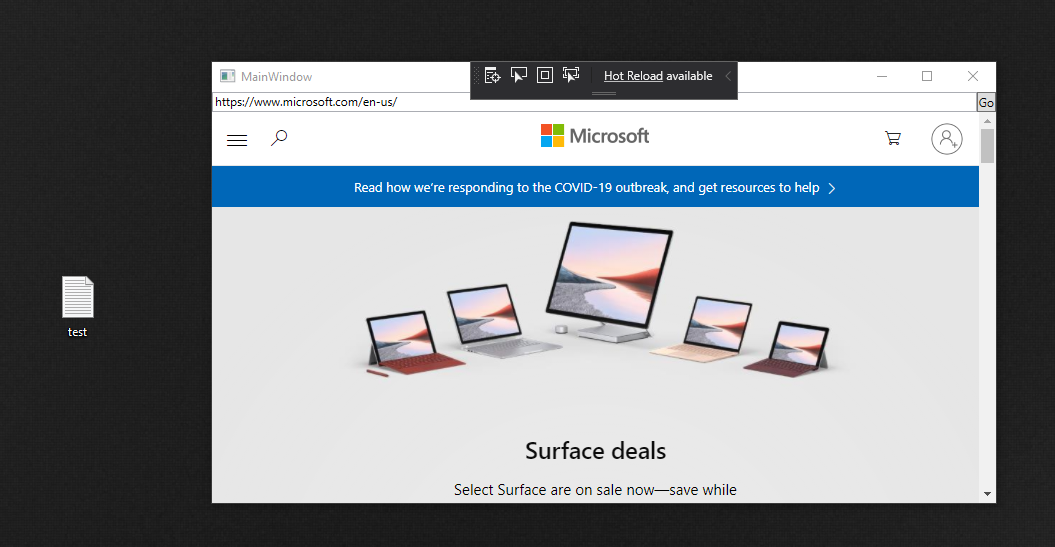 MainWindow
Hot Reload available
https://www.microsoft.com/en-us/
Go
Microsoft
Read how we're responding to the COVID-19 outbreak, and get resources to help
test
Surface deals
Select Surface are on sale now—save while